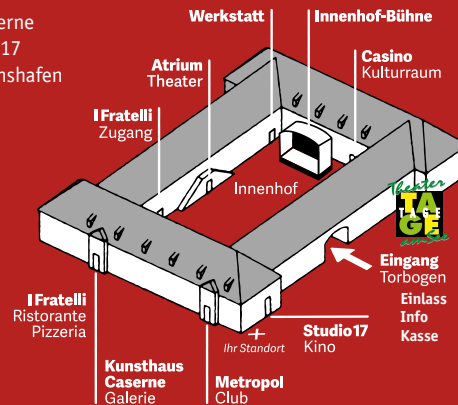 erne
17
nshafen
Werkstatt
Innenhof-Bühne
Atrium
Theater
Casino
Kulturraum
I Fratelli
Zugang
Innenhof
Theater
TAGE
TAGE
am See
Eingang
Torbogen
Einlass
Info
Kasse
I Fratelli
Ristorante
Pizzeria
Ihr Standort
Studio 17
Kino
Kunsthaus
Caserne
Galerie
Metropol
Club